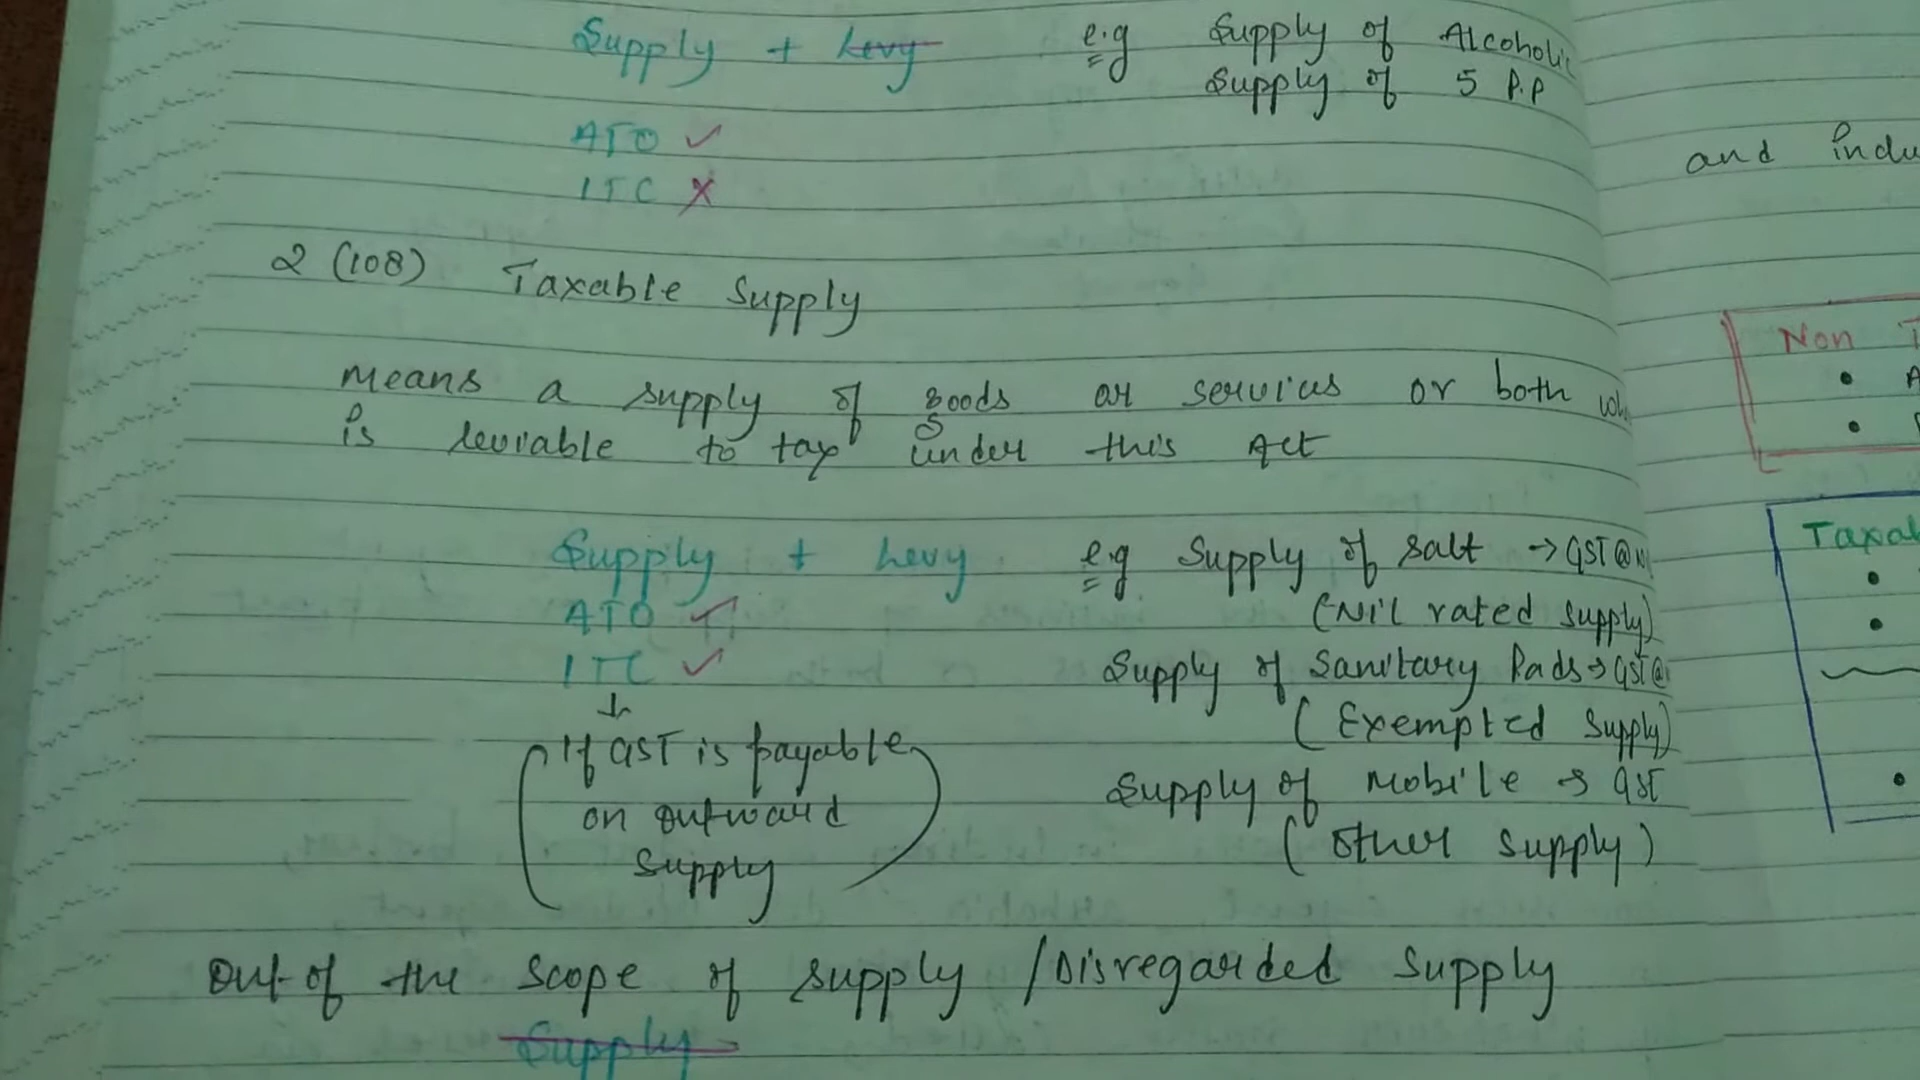 Supply + Levy e.g Supply of Alcoholic
Supply of 5 P.P
ATO ✓
ITC X
2 (108) Taxable Supply
means a supply of goods or services or both
is leviable to tax under this Act
Supply + Levy e.g Supply of Salt → GST@
ATO ✓ (Nil rated supply)
ITC ✓ Supply of Sanitary Pads → GST@
(Exempted Supply)
If GST is payable
on outward
supply
Supply of mobile → GST
(other supply)
Out of the scope of supply / Disregarded Supply
Supply
and
Non